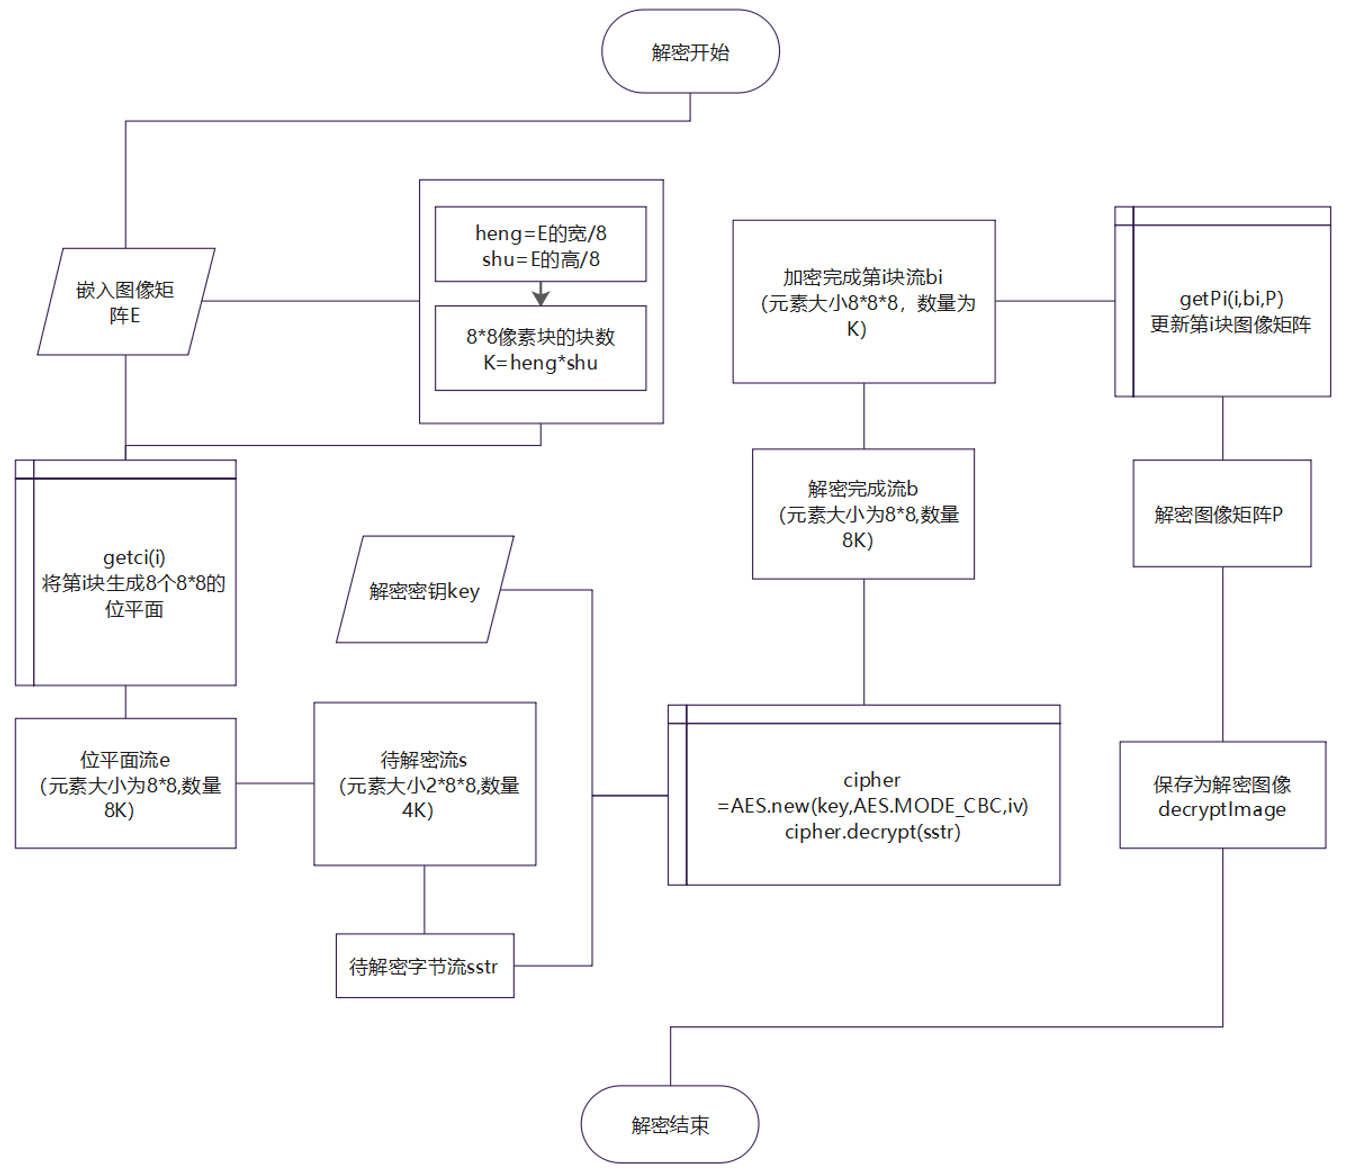 解密开始
嵌入图像矩
阵E
heng=E的宽/8
shu=E的高/8
8*8像素块的块数
K=heng*shu
getci(i)
将第i块生成8个8*8的
位平面
位平面流e
（元素大小为8*8,数量
8K）
待解密流s
（元素大小2*8*8,数量
4K）
待解密字节流sstr
解密密钥key
cipher
=AES.new(key,AES.MODE_CBC,iv)
cipher.decrypt(sstr)
解密完成流b
（元素大小为8*8,数量
8K）
加密完成第i块流bi
（元素大小8*8*8，数量为
K）
getPi(i,bi,P)
更新第i块图像矩阵
解密图像矩阵P
保存为解密图像
decryptImage
解密结束